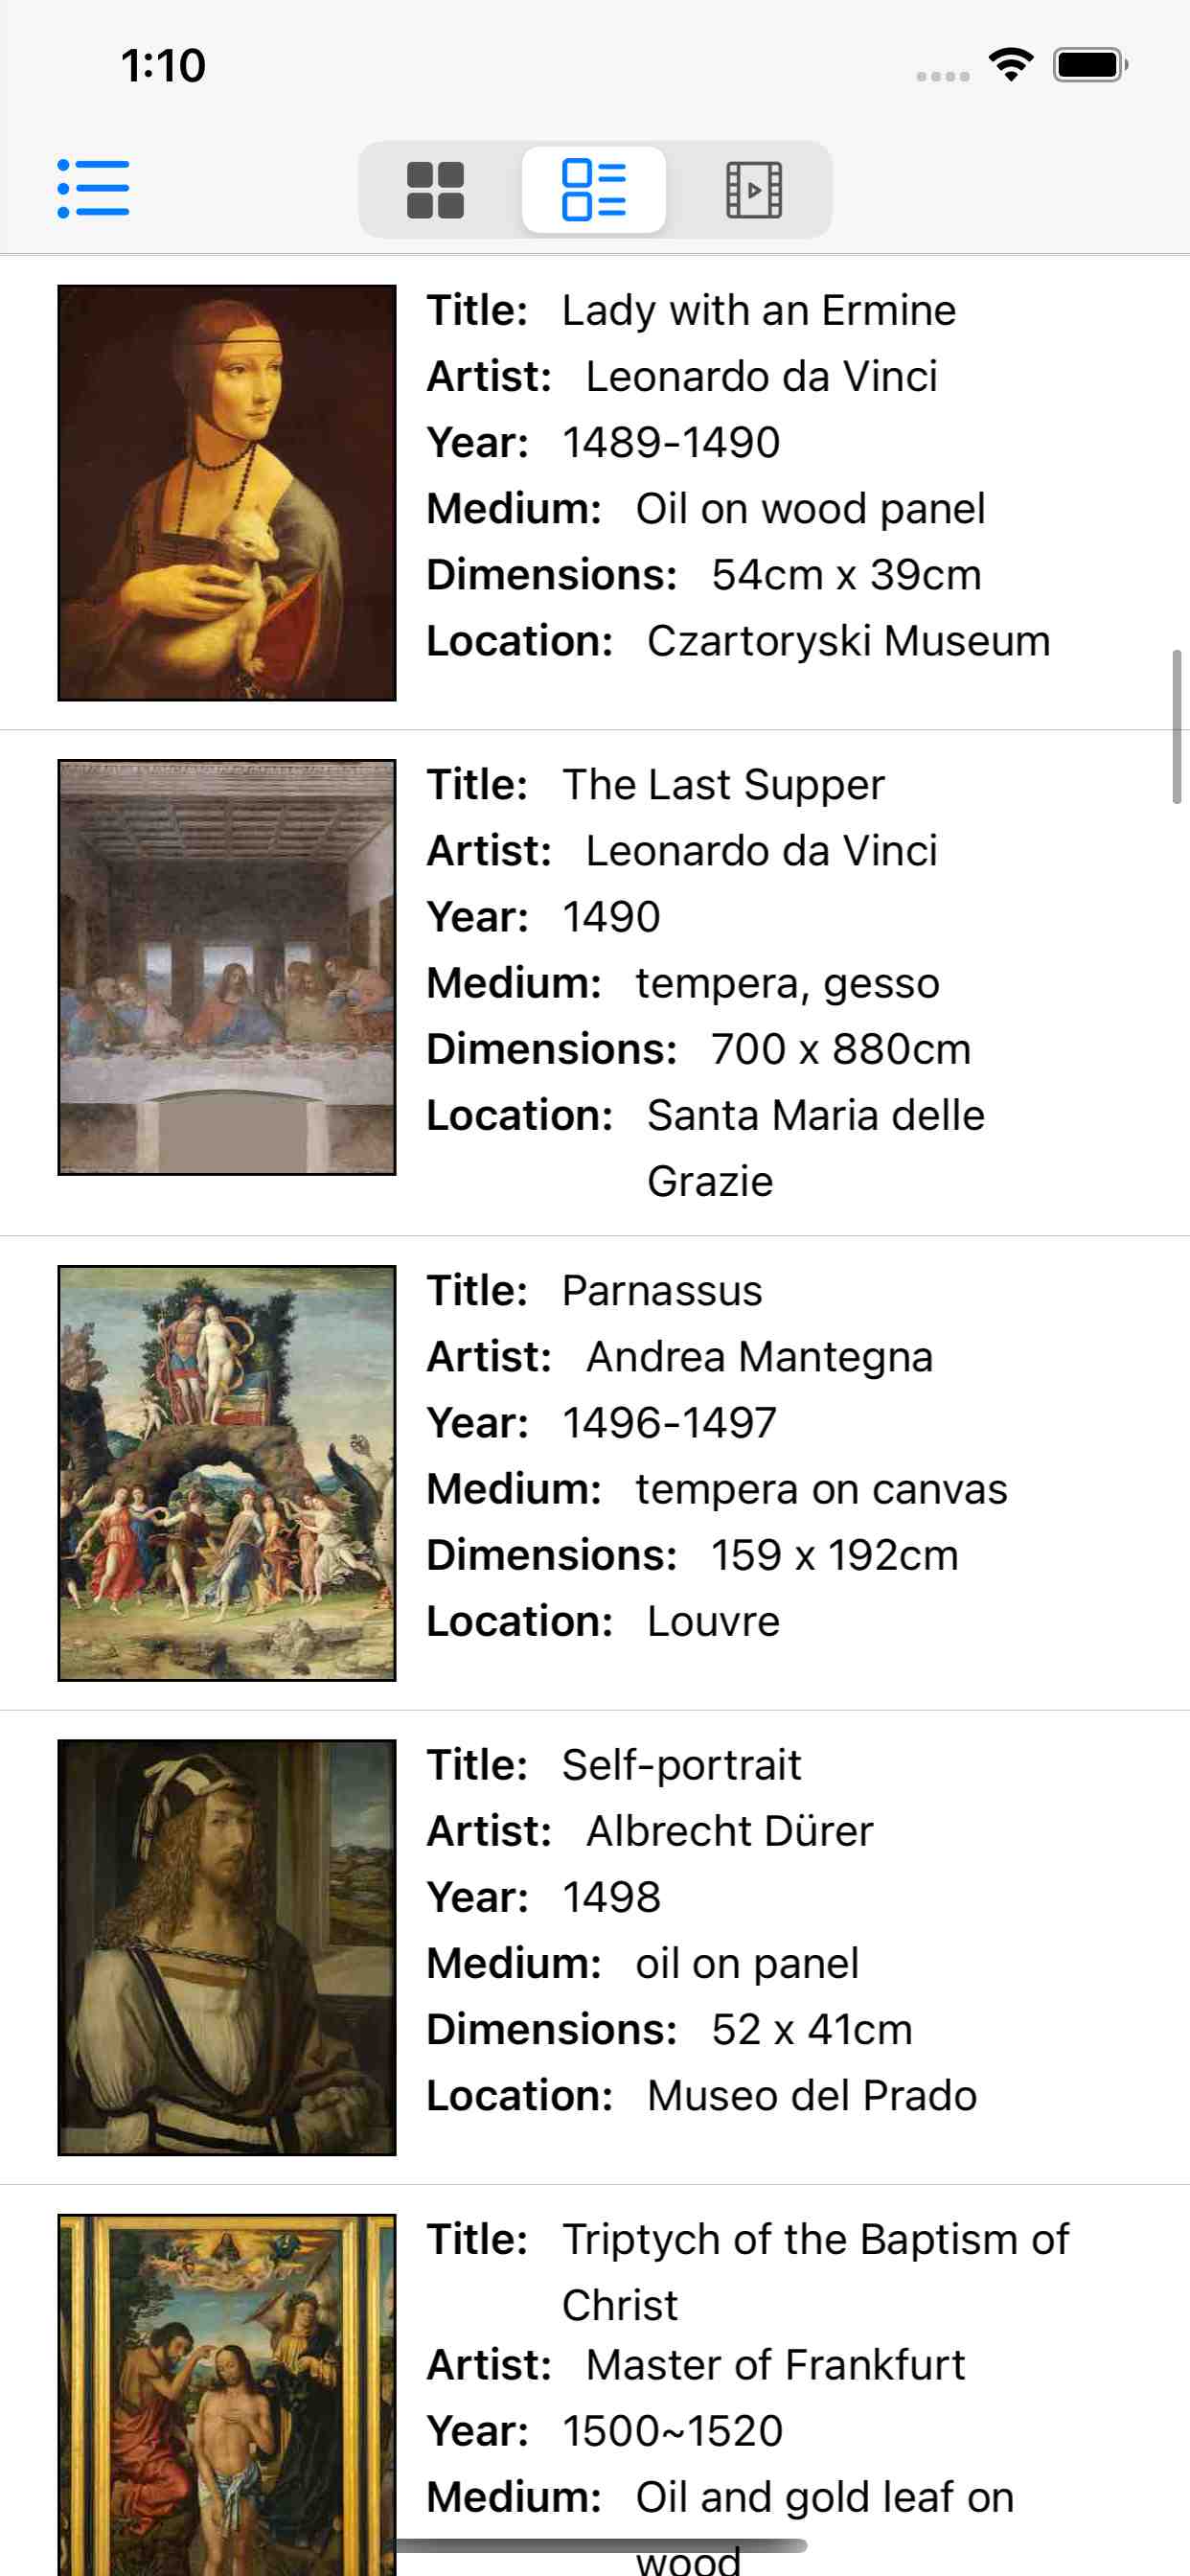 1:10
Title: Lady with an Ermine
Artist: Leonardo da Vinci
Year: 1489-1490
Medium: Oil on wood panel
Dimensions: 54cm x 39cm
Location: Czartoryski Museum
Title: The Last Supper
Artist: Leonardo da Vinci
Year: 1490
Medium: tempera, gesso
Dimensions: 700 x 880cm
Location: Santa Maria delle
Grazie
Title: Parnassus
Artist: Andrea Mantegna
Year: 1496-1497
Medium: tempera on canvas
Dimensions: 159 x 192cm
Location: Louvre
Title: Self-portrait
Artist: Albrecht Dürer
Year: 1498
Medium: oil on panel
Dimensions: 52 x 41cm
Location: Museo del Prado
Title: Triptych of the Baptism of
Christ
Artist: Master of Frankfurt
Year: 1500~1520
Medium: Oil and gold leaf on
wood